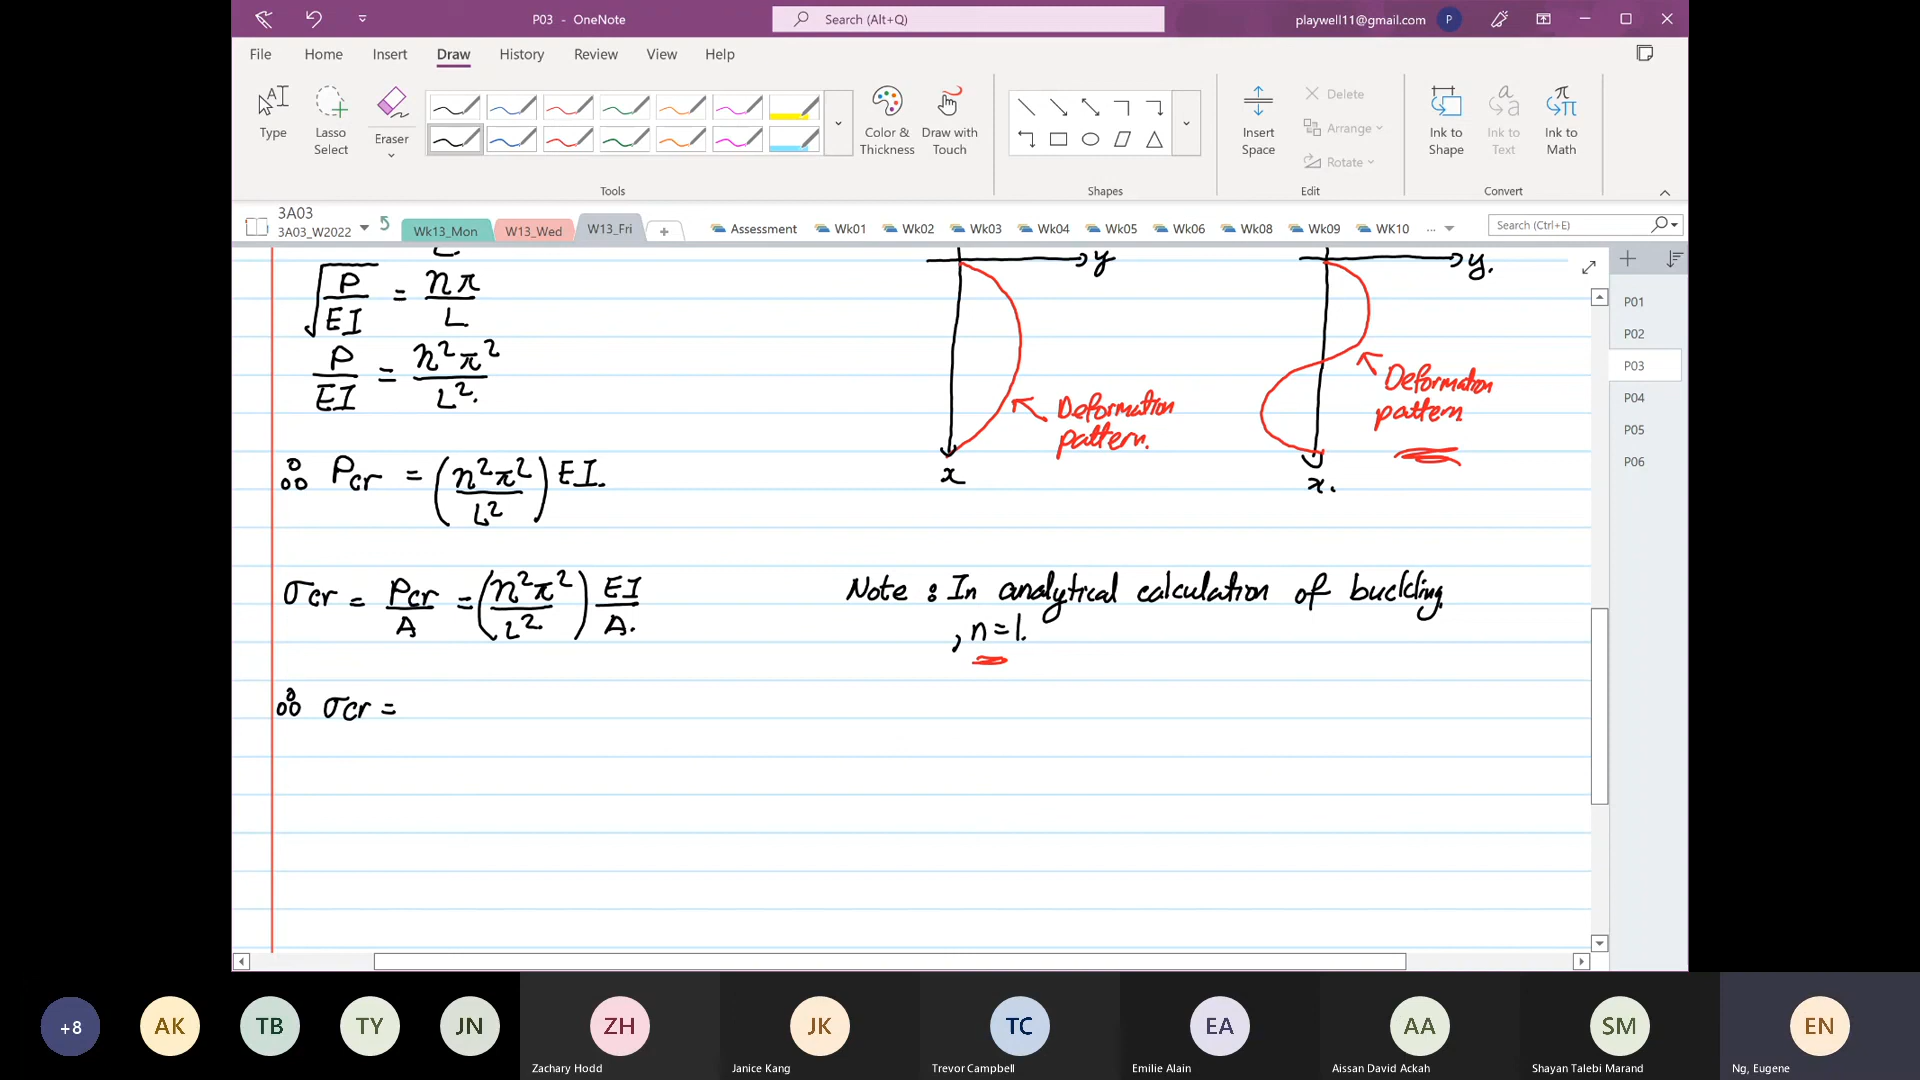 P03 - OneNote
Search (Alt+Q)
playwell11@gmail.com
P
File Home Insert Draw History Review View Help
Type
Lasso Select
Eraser
Color & Thickness
Draw with Touch
Insert Space
Delete
Arrange
Rotate
Ink to Shape
Ink to Text
Ink to Math
Tools Shapes Edit Convert
3A03
3A03_W2022
Wk13_Mon W13_Wed W13_Fri
Assessment Wk01 Wk02 Wk03 Wk04 Wk05 Wk06 Wk08 Wk09 WK10 ...
Search (Ctrl+E)
P01
P02
P03
P04
P05
P06
√(P/EI) = nπ/L
P/EI = n²π²/L².
∴ Pcr = (n²π²/L²) EI.
σcr = Pcr/A = (n²π²/L²) EI/A.
∴ σcr =
y
x
Deformation
pattern.
y.
x.
Deformation
pattern
Note : In analytical calculation of buckling
, n=1.
+8 AK TB TY JN ZH JK TC EA AA SM EN
Zachary Hodd Janice Kang Trevor Campbell Emilie Alain Aissan David Ackah Shayan Talebi Marand Ng, Eugene